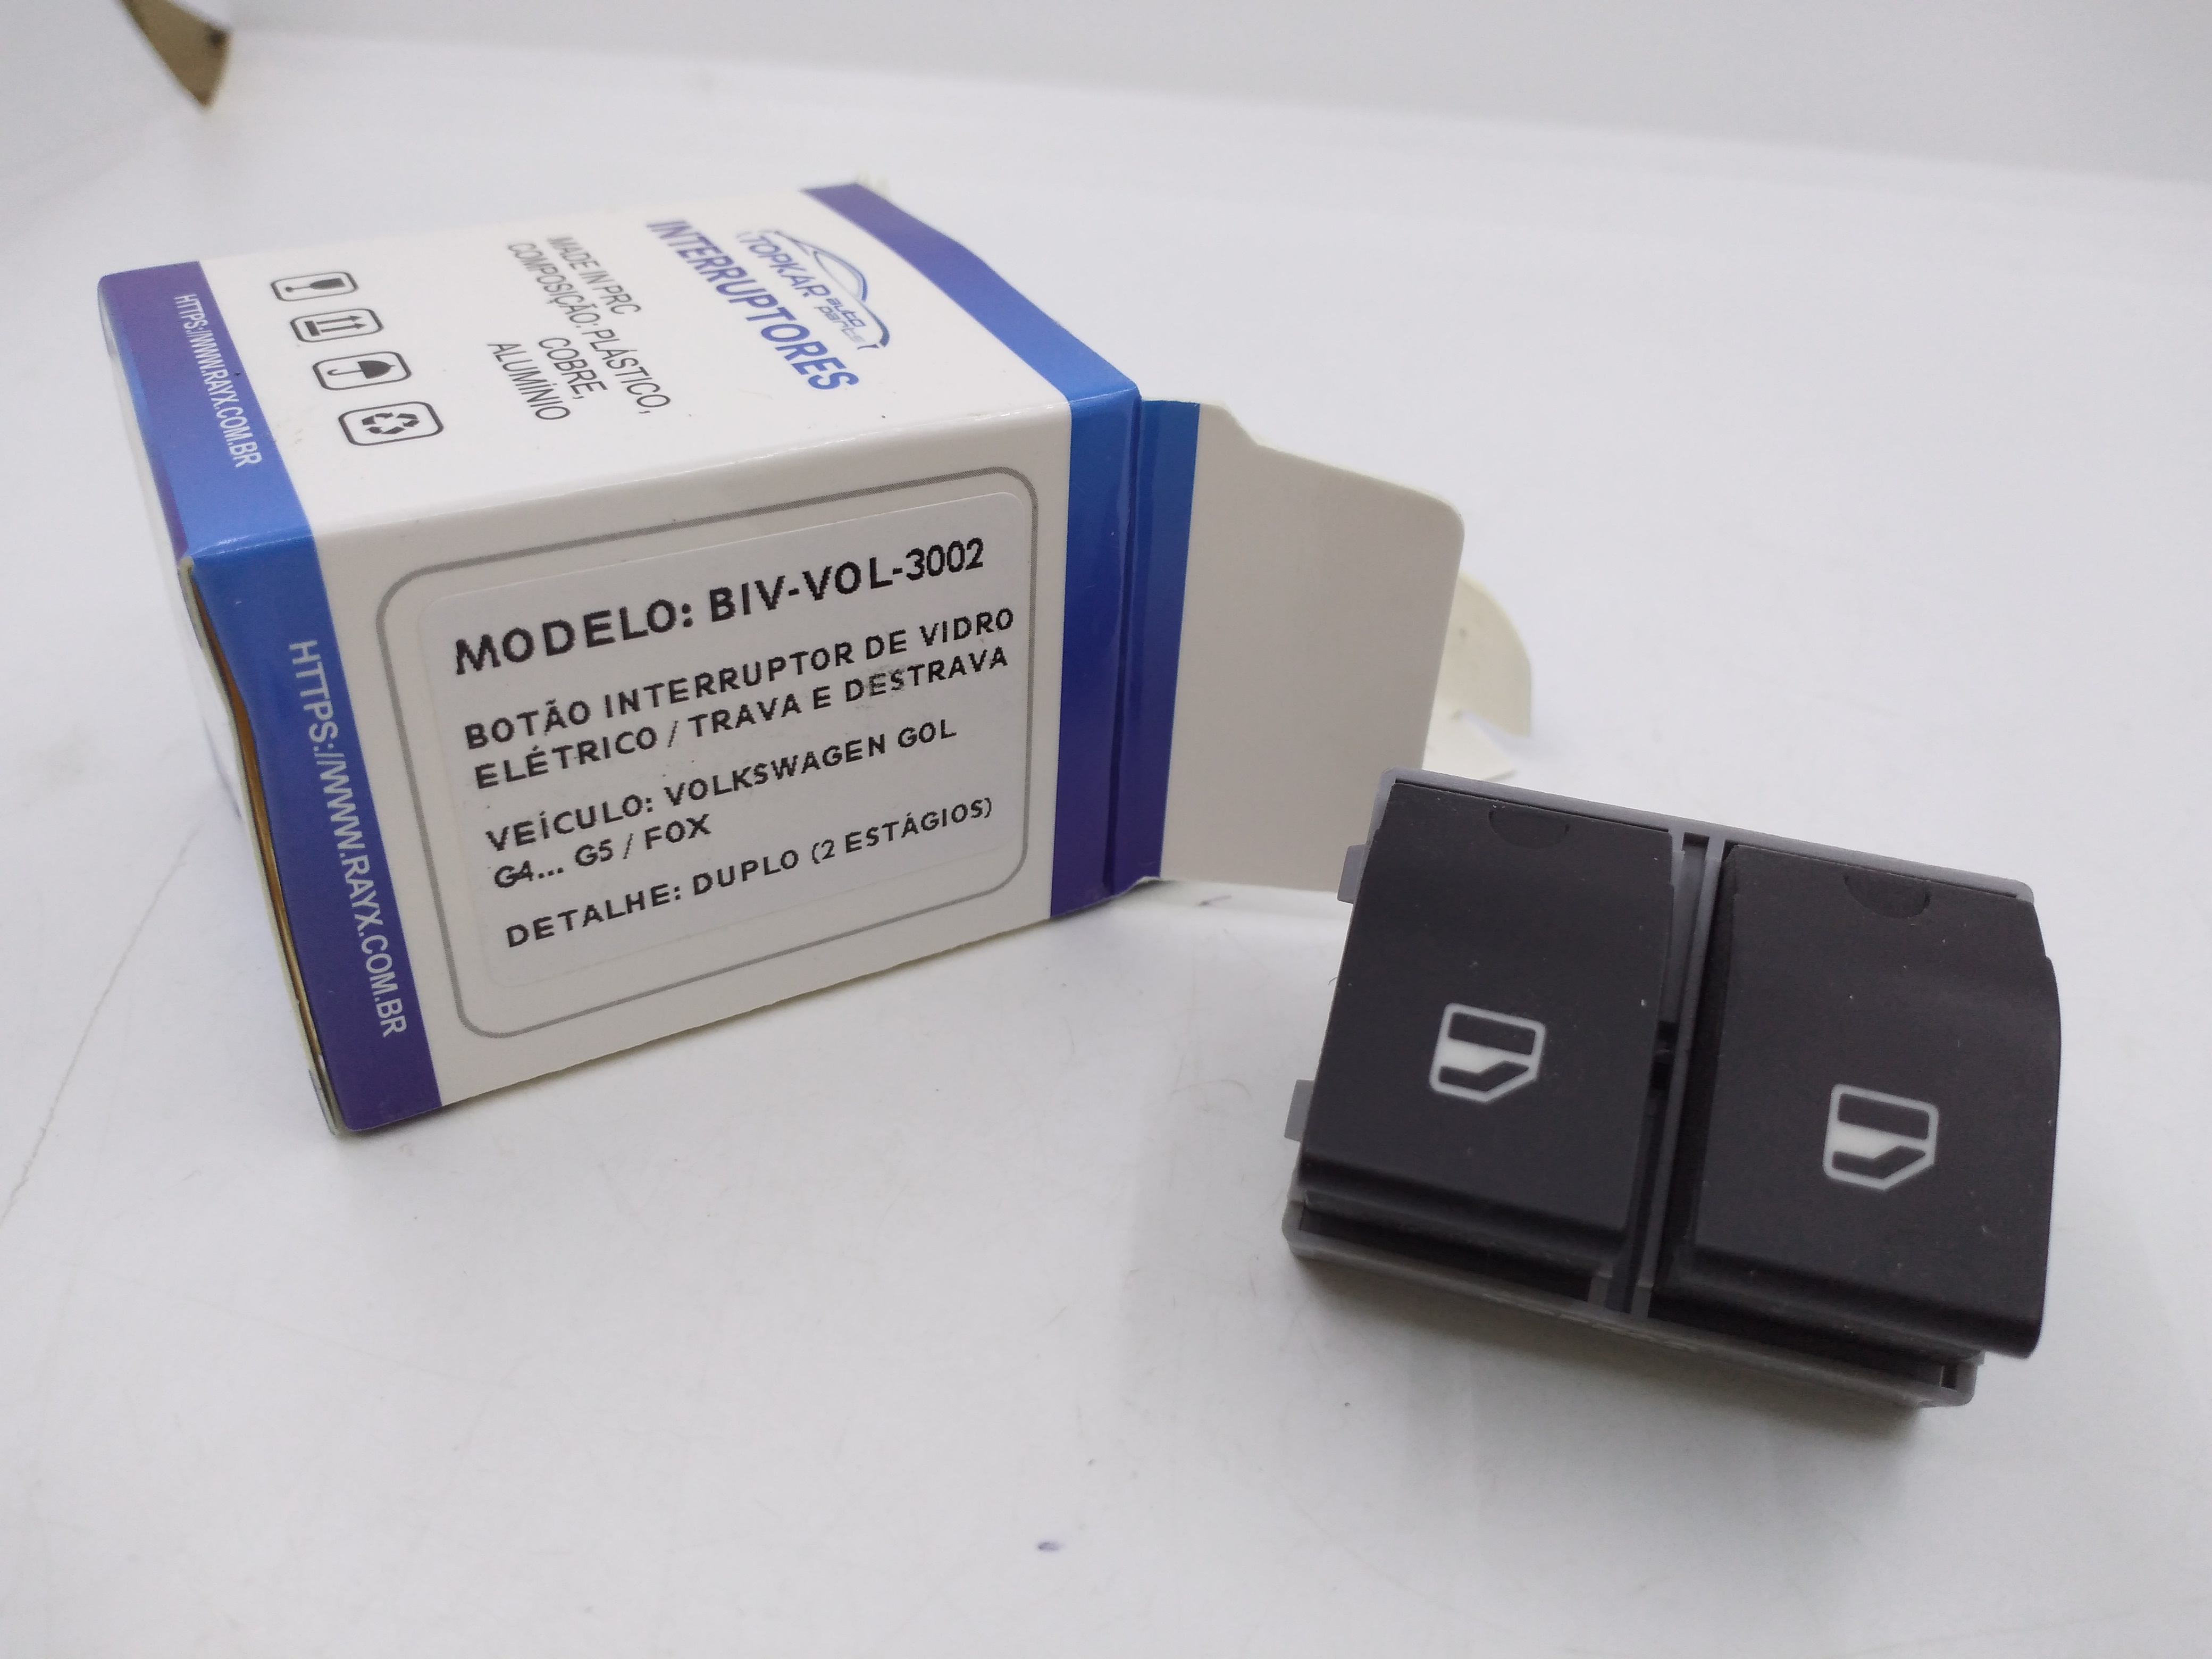 TOPKAR auto parts
INTERRUPTORES
MADE IN PRC
COMPOSIÇÃO: PLÁSTICO,
COBRE,
ALUMÍNIO
HTTPS://WWW.RAYX.COM.BR
MODELO: BIV-VOL-3002
BOTÃO INTERRUPTOR DE VIDRO
ELÉTRICO / TRAVA E DESTRAVA
VEÍCULO: VOLKSWAGEN GOL
G4... G5 / FOX
DETALHE: DUPLO (2 ESTÁGIOS)
HTTPS://WWW.RAYX.COM.BR